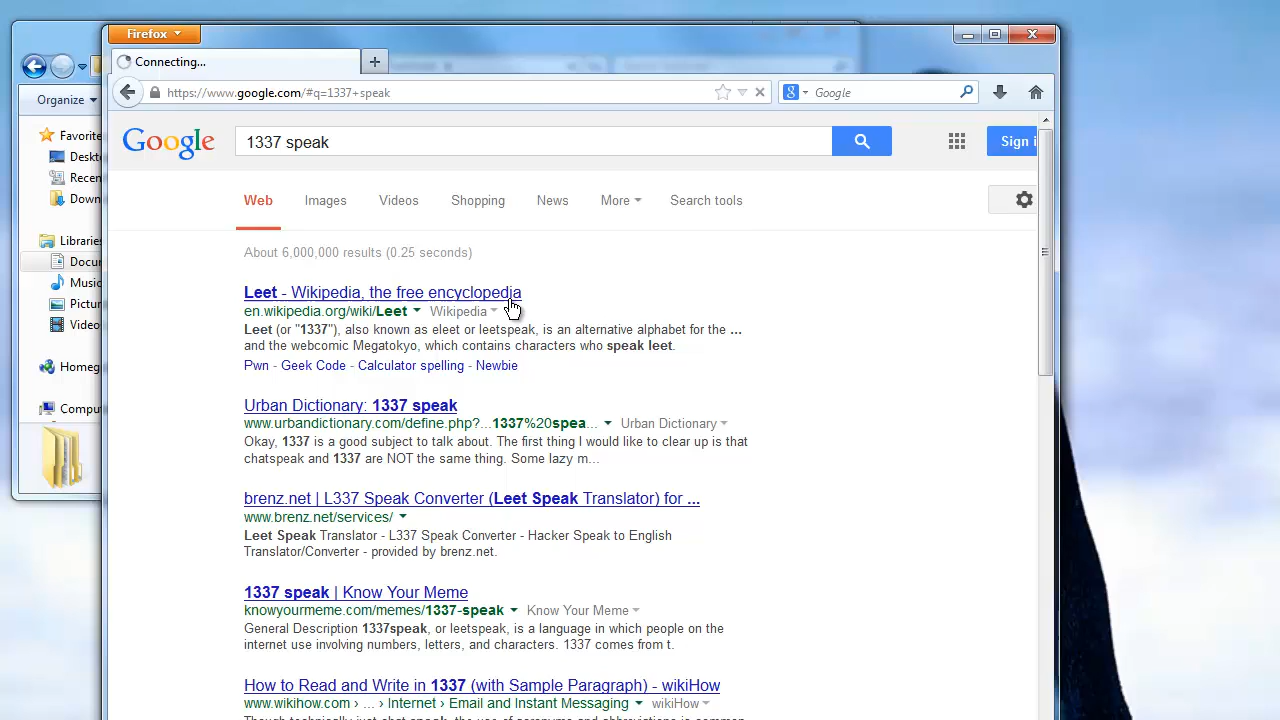 Firefox
Connecting...
https://www.google.com/#q=1337+speak
Google
Organize
Google
1337 speak
Sign i
Favorite
Deskt
Recen
Down
Web Images Videos Shopping News More Search tools
Libraries
Docu
Music
Pictur
Video
About 6,000,000 results (0.25 seconds)
Leet - Wikipedia, the free encyclopedia
en.wikipedia.org/wiki/Leet Wikipedia
Leet (or "1337"), also known as eleet or leetspeak, is an alternative alphabet for the ...
and the webcomic Megatokyo, which contains characters who speak leet.
Pwn - Geek Code - Calculator spelling - Newbie
Homeg
Compu
Urban Dictionary: 1337 speak
www.urbandictionary.com/define.php?...1337%20spea... Urban Dictionary
Okay, 1337 is a good subject to talk about. The first thing I would like to clear up is that
chatspeak and 1337 are NOT the same thing. Some lazy m...
brenz.net | L337 Speak Converter (Leet Speak Translator) for ...
www.brenz.net/services/
Leet Speak Translator - L337 Speak Converter - Hacker Speak to English
Translator/Converter - provided by brenz.net.
1337 speak | Know Your Meme
knowyourmeme.com/memes/1337-speak Know Your Meme
General Description 1337speak, or leetspeak, is a language in which people on the
internet use involving numbers, letters, and characters. 1337 comes from t.
How to Read and Write in 1337 (with Sample Paragraph) - wikiHow
www.wikihow.com › ... › Internet › Email and Instant Messaging wikiHow